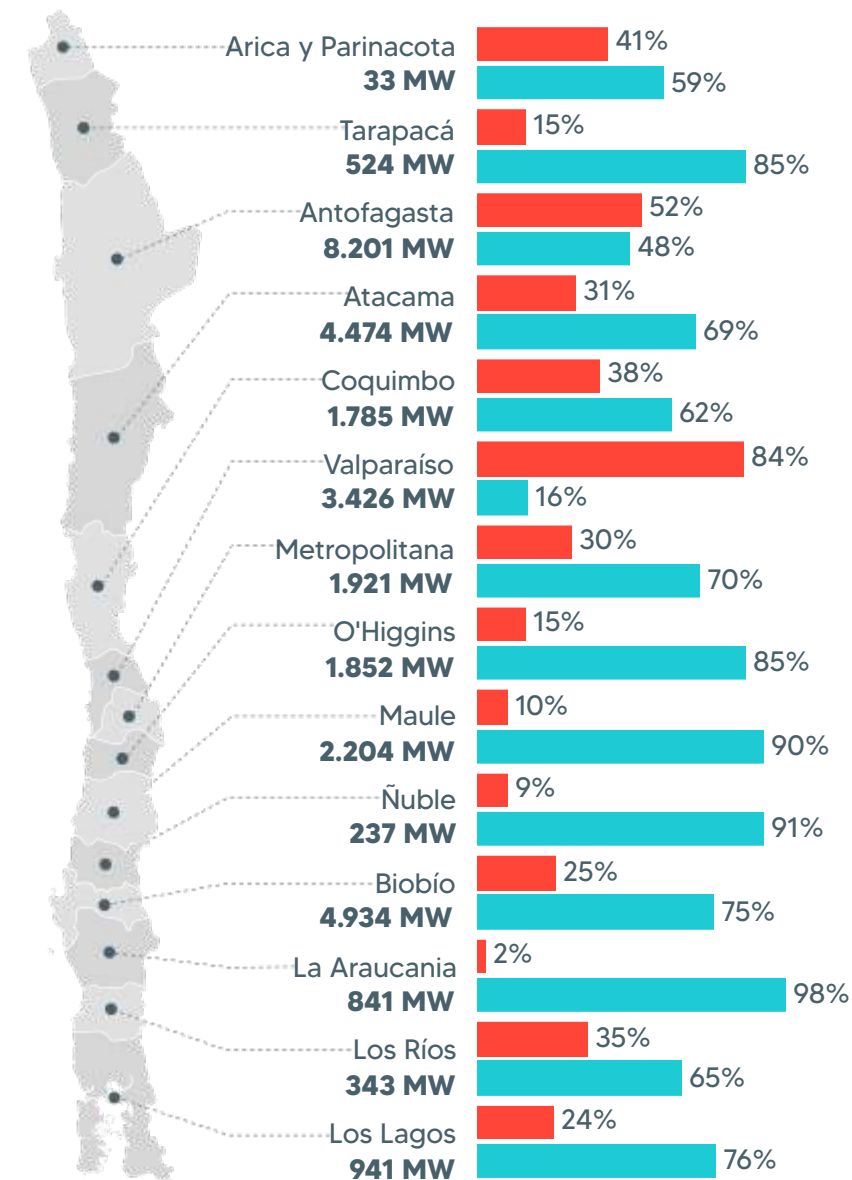 Arica y Parinacota
33 MW
41%
59%
Tarapacá
524 MW
15%
85%
Antofagasta
8.201 MW
52%
48%
Atacama
4.474 MW
31%
69%
Coquimbo
1.785 MW
38%
62%
Valparaíso
3.426 MW
84%
16%
Metropolitana
1.921 MW
30%
70%
O'Higgins
1.852 MW
15%
85%
Maule
2.204 MW
10%
90%
Ñuble
237 MW
9%
91%
Biobío
4.934 MW
25%
75%
La Araucania
841 MW
2%
98%
Los Ríos
343 MW
35%
65%
Los Lagos
941 MW
24%
76%